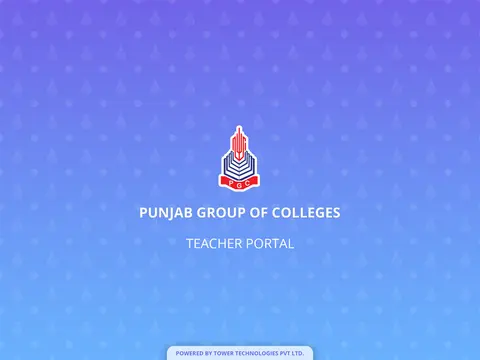 PGC
PUNJAB GROUP OF COLLEGES
TEACHER PORTAL
POWERED BY TOWER TECHNOLOGIES PVT LTD.